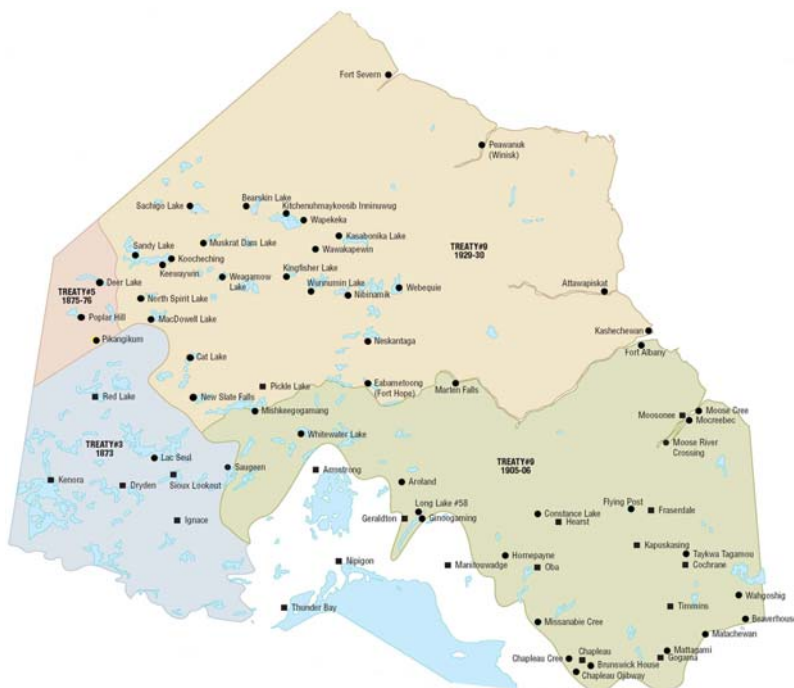 Fort Severn
Peawanuk
(Winisk)
Bearskin Lake
Sachigo Lake
Kitchenuhmaykoosib Inninuwug
Wapekeka
Kasabonika Lake
Muskrat Dam Lake
Wawakapewin
TREATY#9
1929-30
Sandy Lake
Koocheching
Keewaywin
Kingfisher Lake
Weagamow
Lake
Wunnumin Lake
Webequie
Nibinamik
Attawapiskat
Deer Lake
TREATY#5
1875-76
North Spirit Lake
Poplar Hill
MacDowell Lake
Pikangikum
Neskantaga
Kashechewan
Fort Albany
Cat Lake
Pickle Lake
Eabametoong
(Fort Hope)
Marten Falls
Red Lake
New Slate Falls
Mishkeegogamang
Moosonee
Moose Cree
Mocreebec
Whitewater Lake
Moose River
Crossing
TREATY#3
1873
Lac Seul
Saugeen
Armstrong
TREATY#9
1905-06
Kenora
Dryden
Sioux Lookout
Aroland
Long Lake #58
Geraldton
Ginoogaming
Constance Lake
Hearst
Flying Post
Fraserdale
Ignace
Kapuskasing
Hornepayne
Taykwa Tagamou
Cochrane
Nipigon
Manitouwadge
Oba
Wahgoshig
Thunder Bay
Timmins
Beaverhouse
Missanabie Cree
Matachewan
Mattagami
Gogama
Chapleau Cree
Chapleau
Brunswick House
Chapleau Ojibway